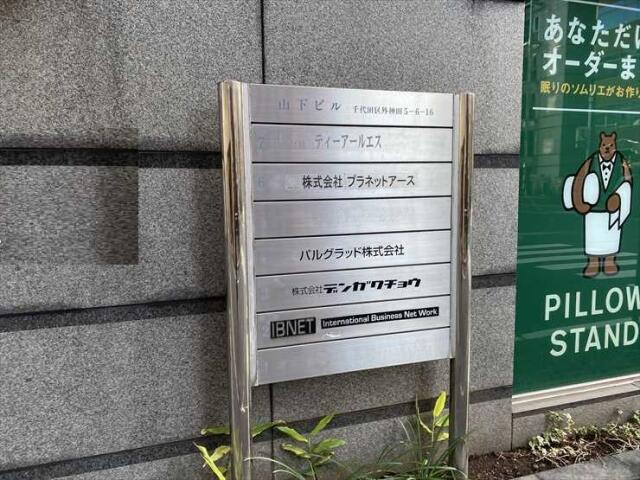 山下ビル 千代田区外神田5-6-16
7 ティーアールエス
6 株式会社 プラネットアース
パルグラッド株式会社
株式会社デンガクチョウ
IBNET International Business Net Work
あなただけ
オーダーま
眠りのソムリエがお作り
PILLOW
STAND